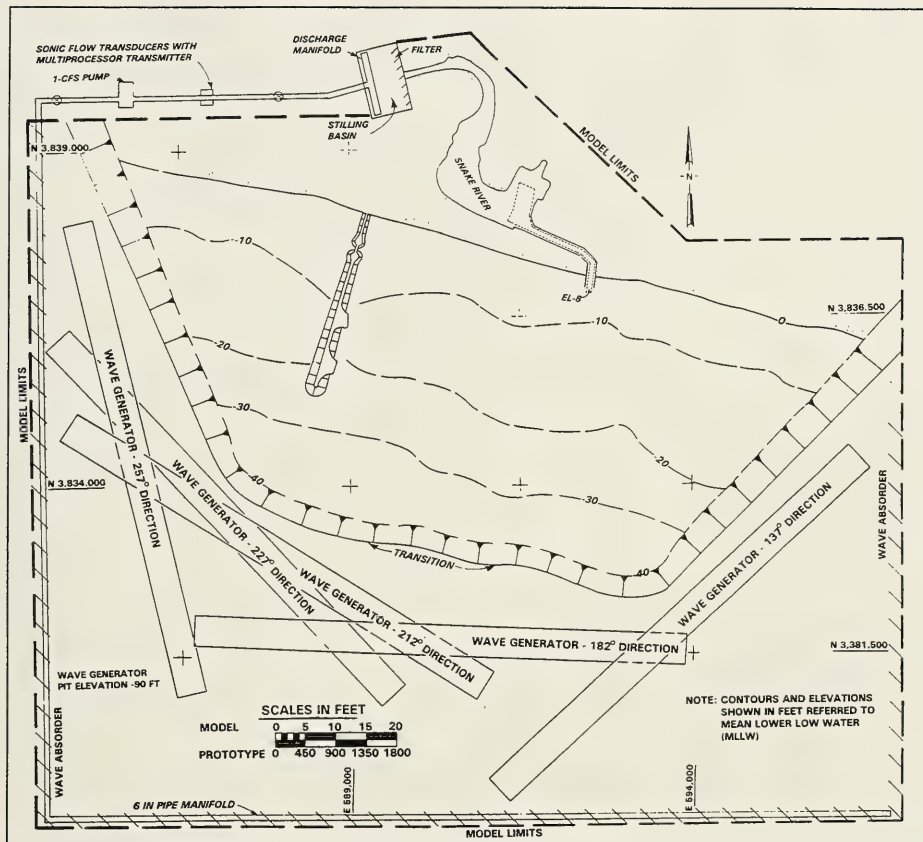 SONIC FLOW TRANSDUCERS WITH
MULTIPROCESSOR TRANSMITTER
1-CFS PUMP
DISCHARGE
MANIFOLD
FILTER
STILLING
BASIN
MODEL LIMITS
N
N 3,839.000
SNAKE RIVER
EL-8
-10
-10
0
N 3,836.500
-20
-30
-20
-30
-40
-40
N 3,834.000
TRANSITION
MODEL LIMITS
WAVE GENERATOR - 257° DIRECTION
WAVE GENERATOR - 227° DIRECTION
WAVE GENERATOR - 212° DIRECTION
WAVE GENERATOR - 182° DIRECTION
WAVE GENERATOR - 137° DIRECTION
WAVE ABSORDER
N 3,381.500
WAVE GENERATOR
PIT ELEVATION -90 FT
WAVE ABSORDER
SCALES IN FEET
MODEL 0 5 10 15 20
PROTOTYPE 0 450 900 1350 1800
NOTE: CONTOURS AND ELEVATIONS
SHOWN IN FEET REFERRED TO
MEAN LOWER LOW WATER
(MLLW)
E 689,000
E 694,000
6 IN PIPE MANIFOLD
MODEL LIMITS